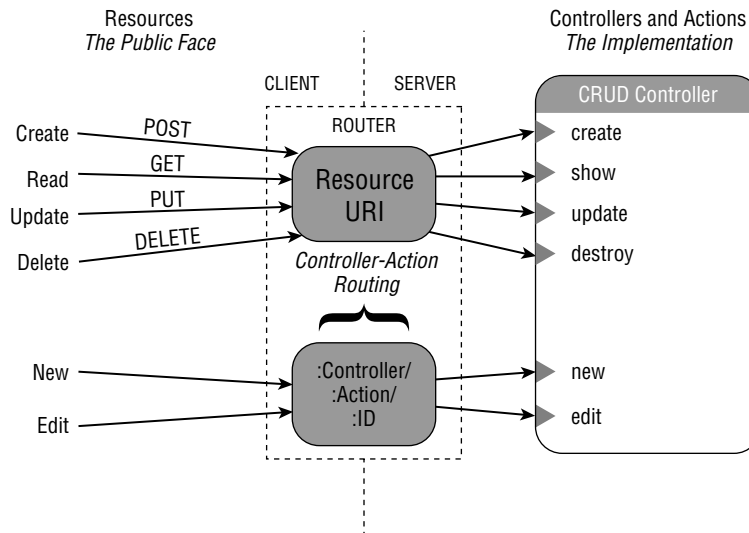 Resources
The Public Face
Controllers and Actions
The Implementation
CLIENT
SERVER
ROUTER
CRUD Controller
Create
POST
Read
GET
Update
PUT
Delete
DELETE
Resource
URI
create
show
update
destroy
Controller-Action
Routing
New
Edit
:Controller/
:Action/
:ID
new
edit